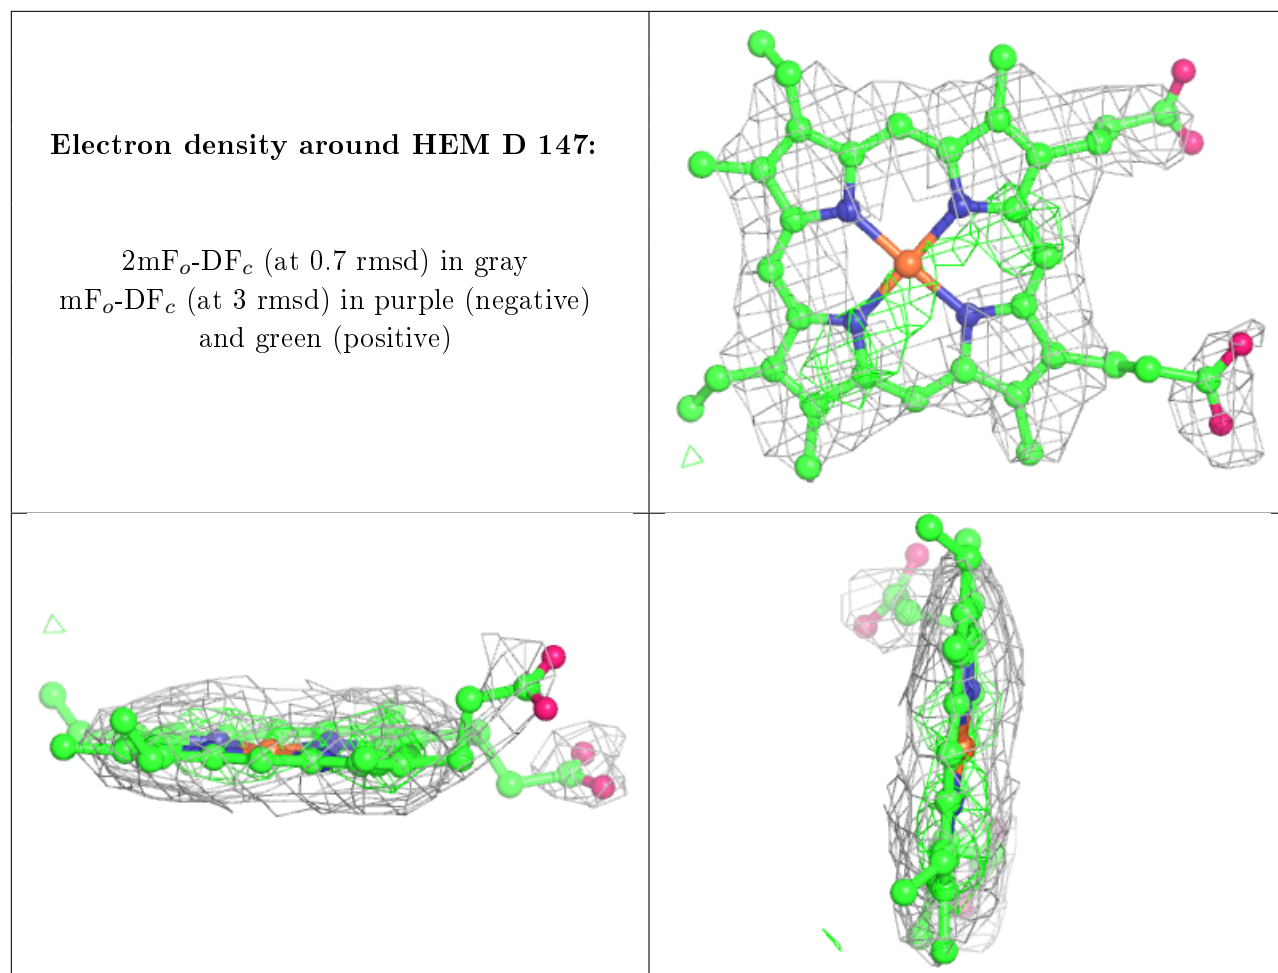 Electron density around HEM D 147:
2mFₒ-DF𝒸 (at 0.7 rmsd) in gray
mFₒ-DF𝒸 (at 3 rmsd) in purple (negative)
and green (positive)